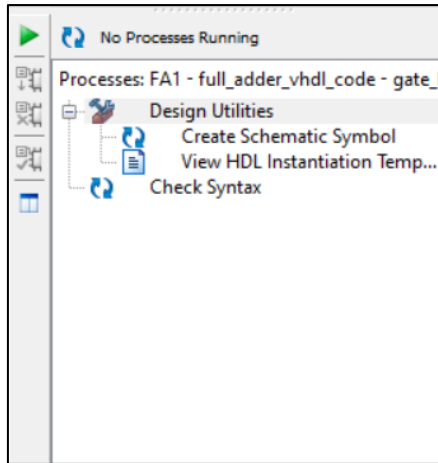 No Processes Running
Processes: FA1 - full_adder_vhdl_code - gate_
Design Utilities
Create Schematic Symbol
View HDL Instantiation Temp...
Check Syntax